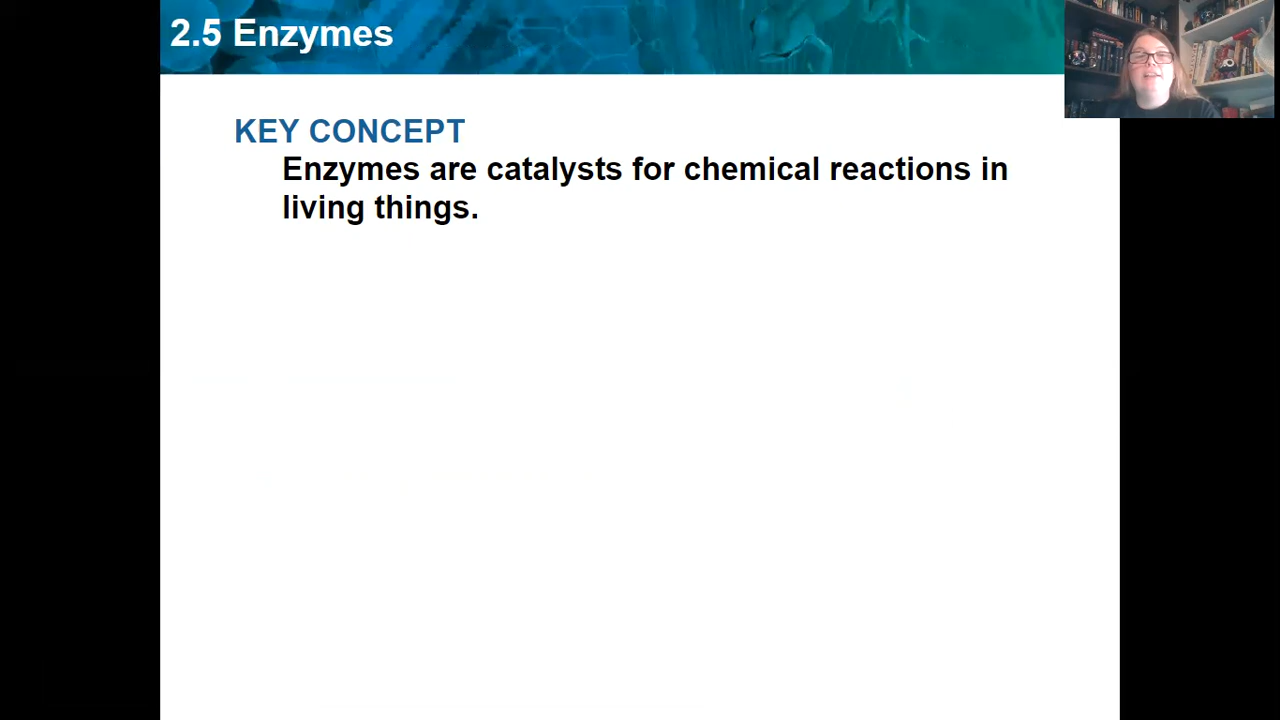 2.5 Enzymes
KEY CONCEPT
Enzymes are catalysts for chemical reactions in
living things.